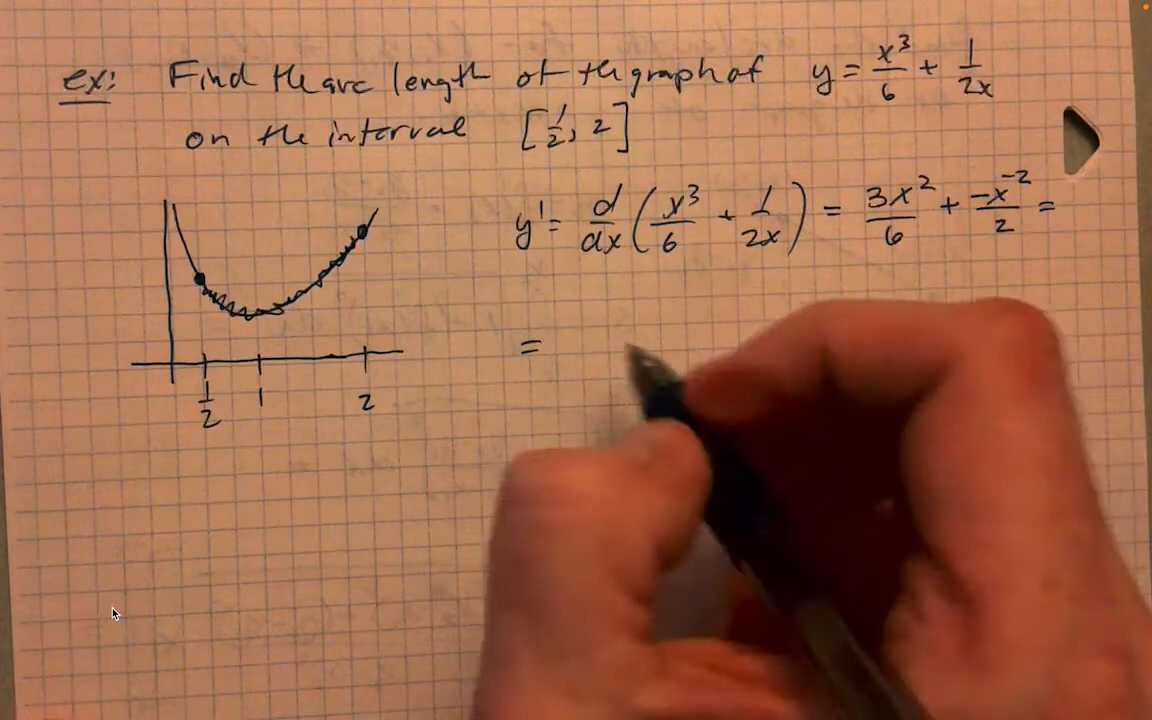 ex: Find the arc length of the graph of y = x³/6 + 1/2x
on the interval [1/2, 2]
y' = d/dx (x³/6 + 1/2x) = 3x²/6 + -x⁻²/2 =
=
1/2 1 2